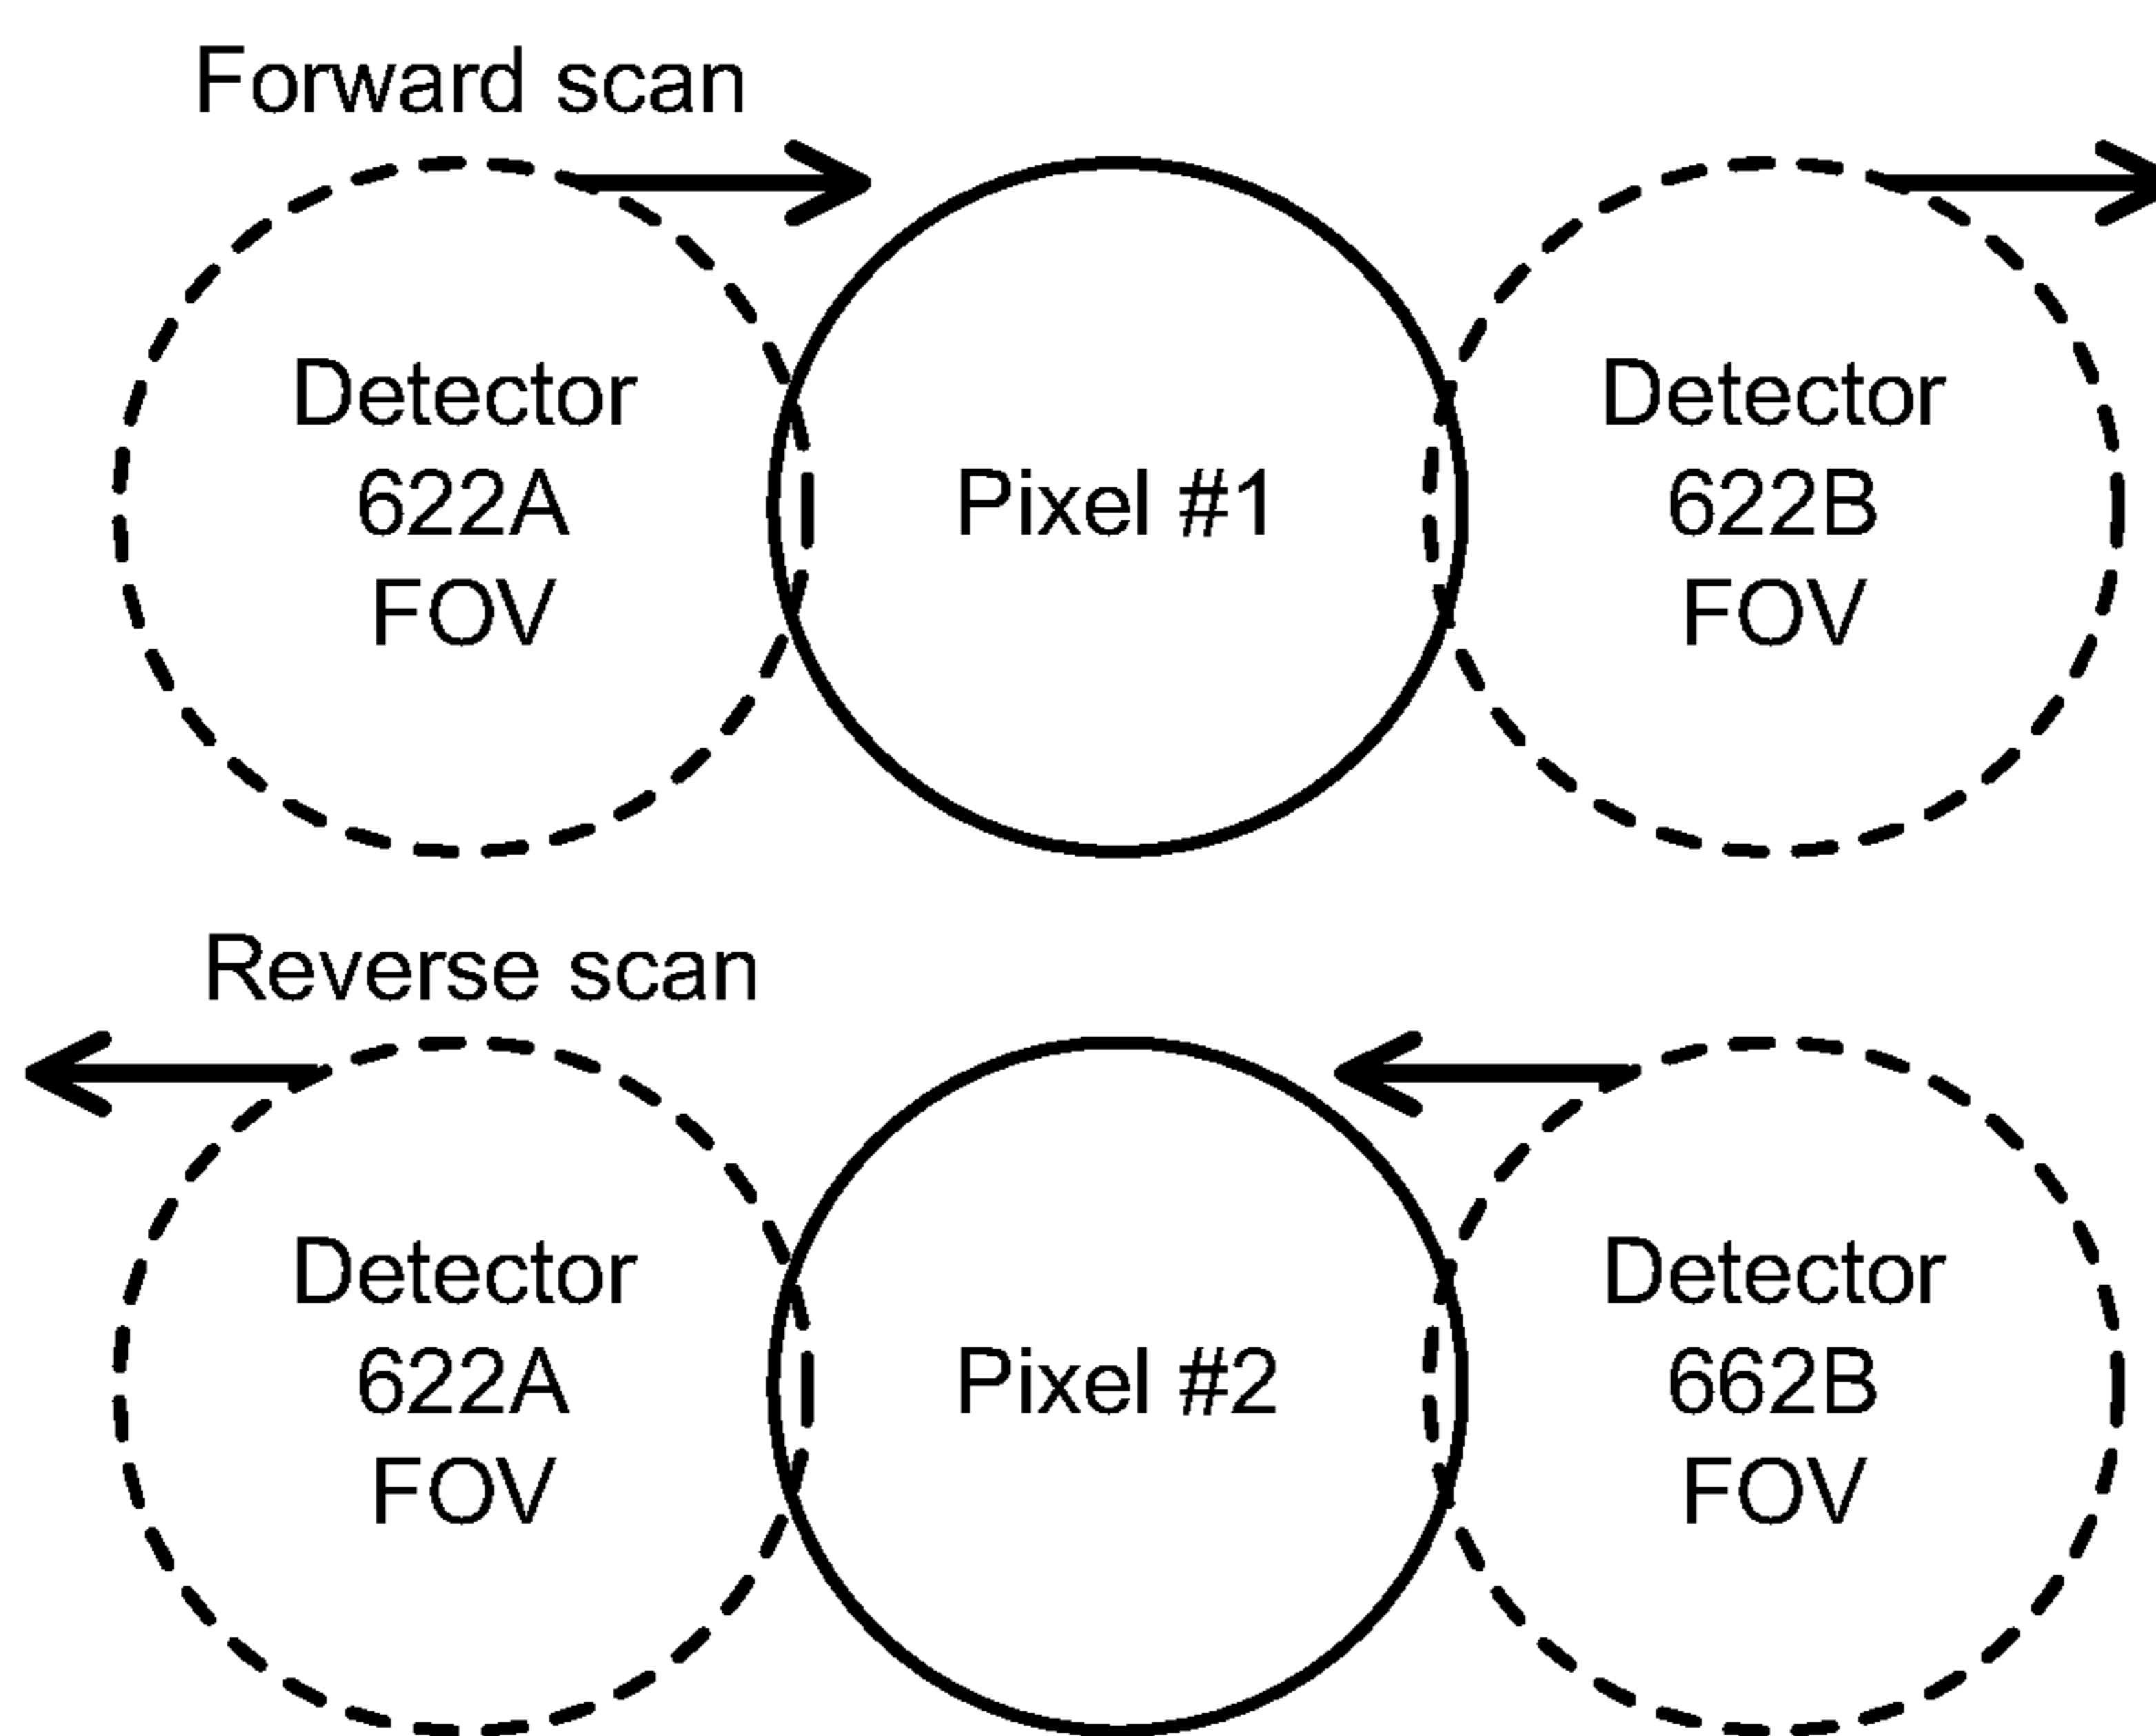 Forward scan
Detector
622A
FOV
Pixel #1
Detector
622B
FOV
Reverse scan
Detector
622A
FOV
Pixel #2
Detector
662B
FOV